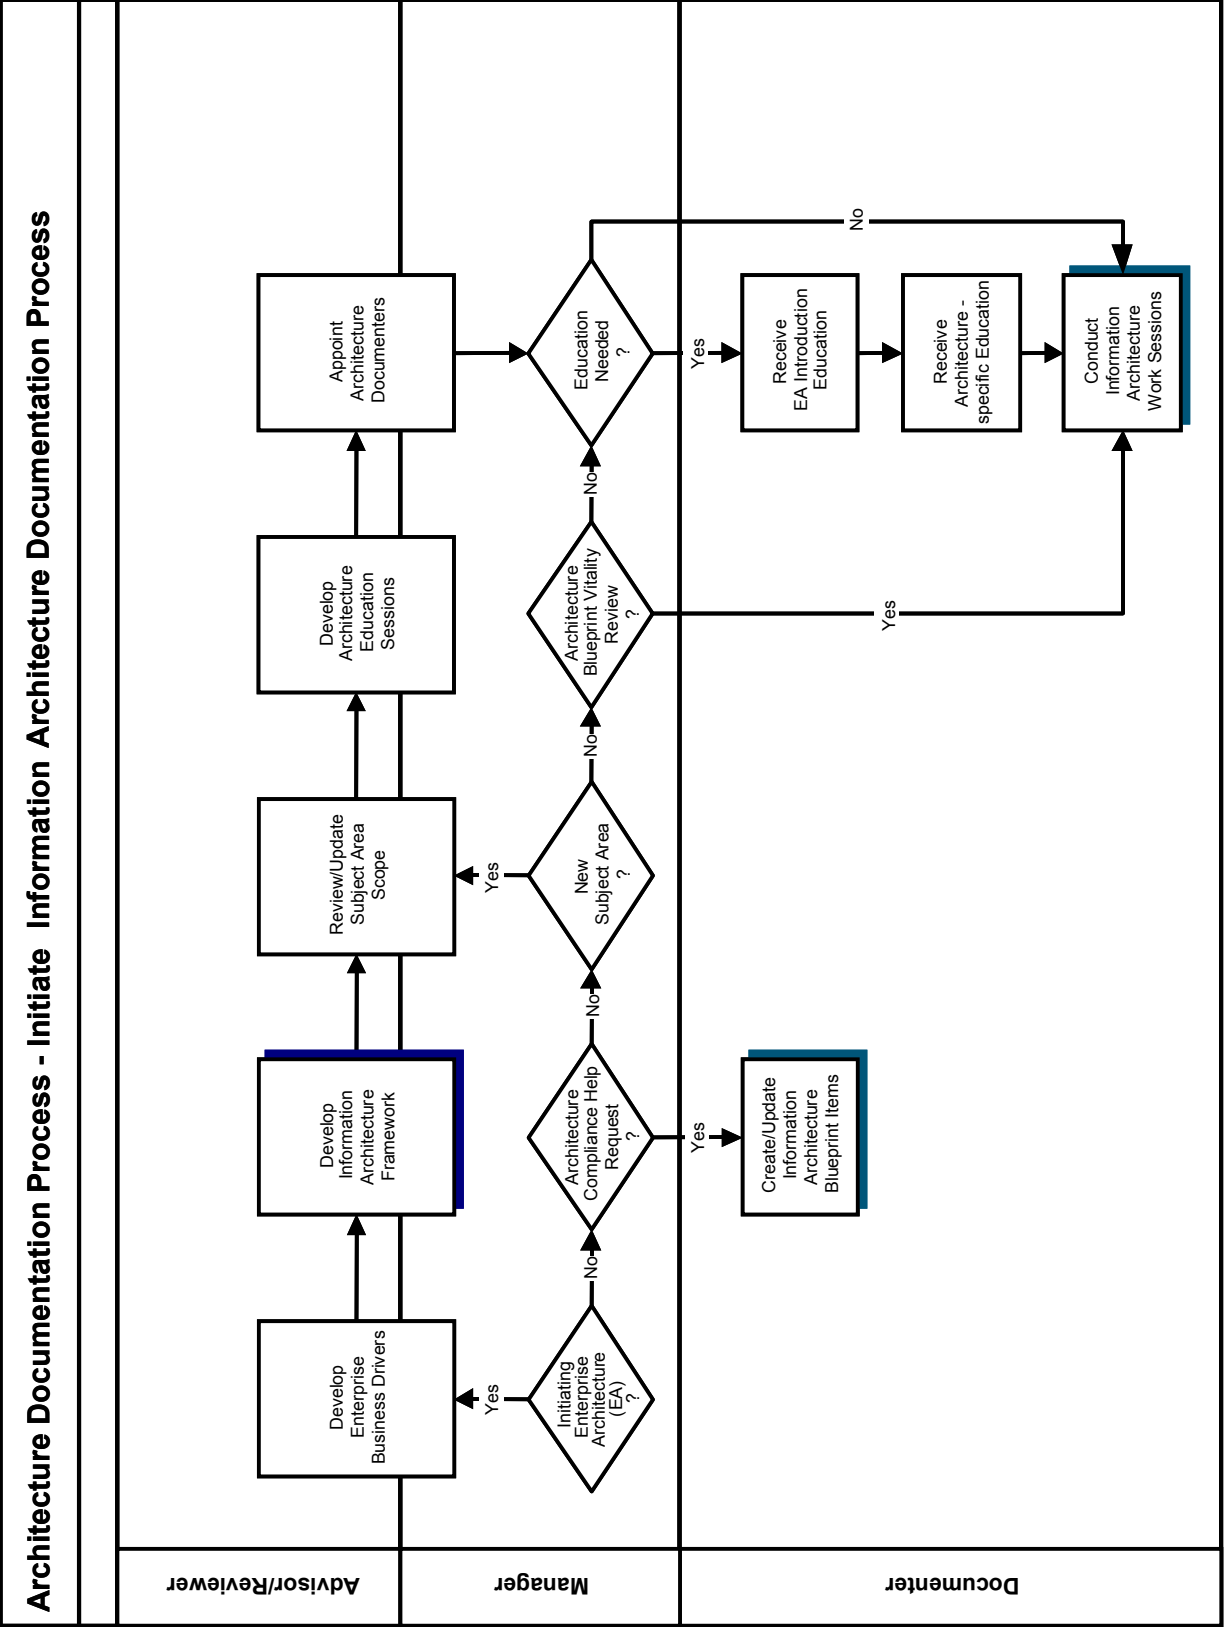 Architecture Documentation Process - Initiate  Information Architecture Documentation Process
Advisor/Reviewer
Develop
Enterprise
Business Drivers
Develop
Information
Architecture
Framework
Review/Update
Subject Area
Scope
Develop
Architecture
Education
Sessions
Appoint
Architecture
Documenters
Manager
Yes
Yes
Initiating
Enterprise
Architecture
(EA)
?
No
Architecture
Compliance Help
Request
?
No
New
Subject Area
?
No
Architecture
Blueprint Vitality
Review
?
No
Education
Needed
?
Documenter
Yes
Yes
No
Yes
Create/Update
Information
Architecture
Blueprint Items
Receive
EA Introduction
Education
Receive
Architecture -
specific Education
Conduct
Information
Architecture
Work Sessions